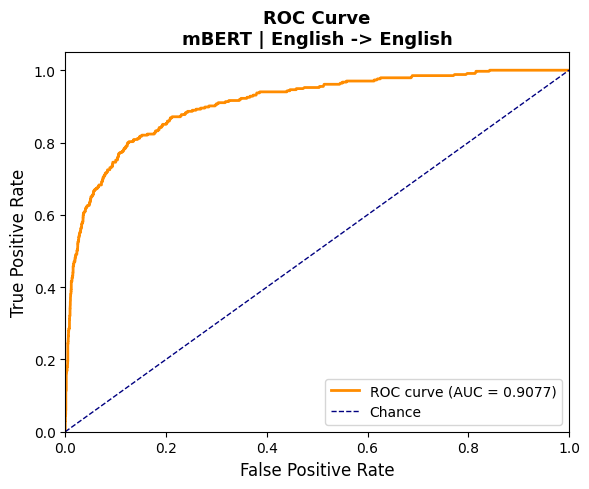 ROC Curve
mBERT | English -> English
True Positive Rate
1.0
0.8
0.6
0.4
0.2
0.0
0.0 0.2 0.4 0.6 0.8 1.0
False Positive Rate
ROC curve (AUC = 0.9077)
Chance